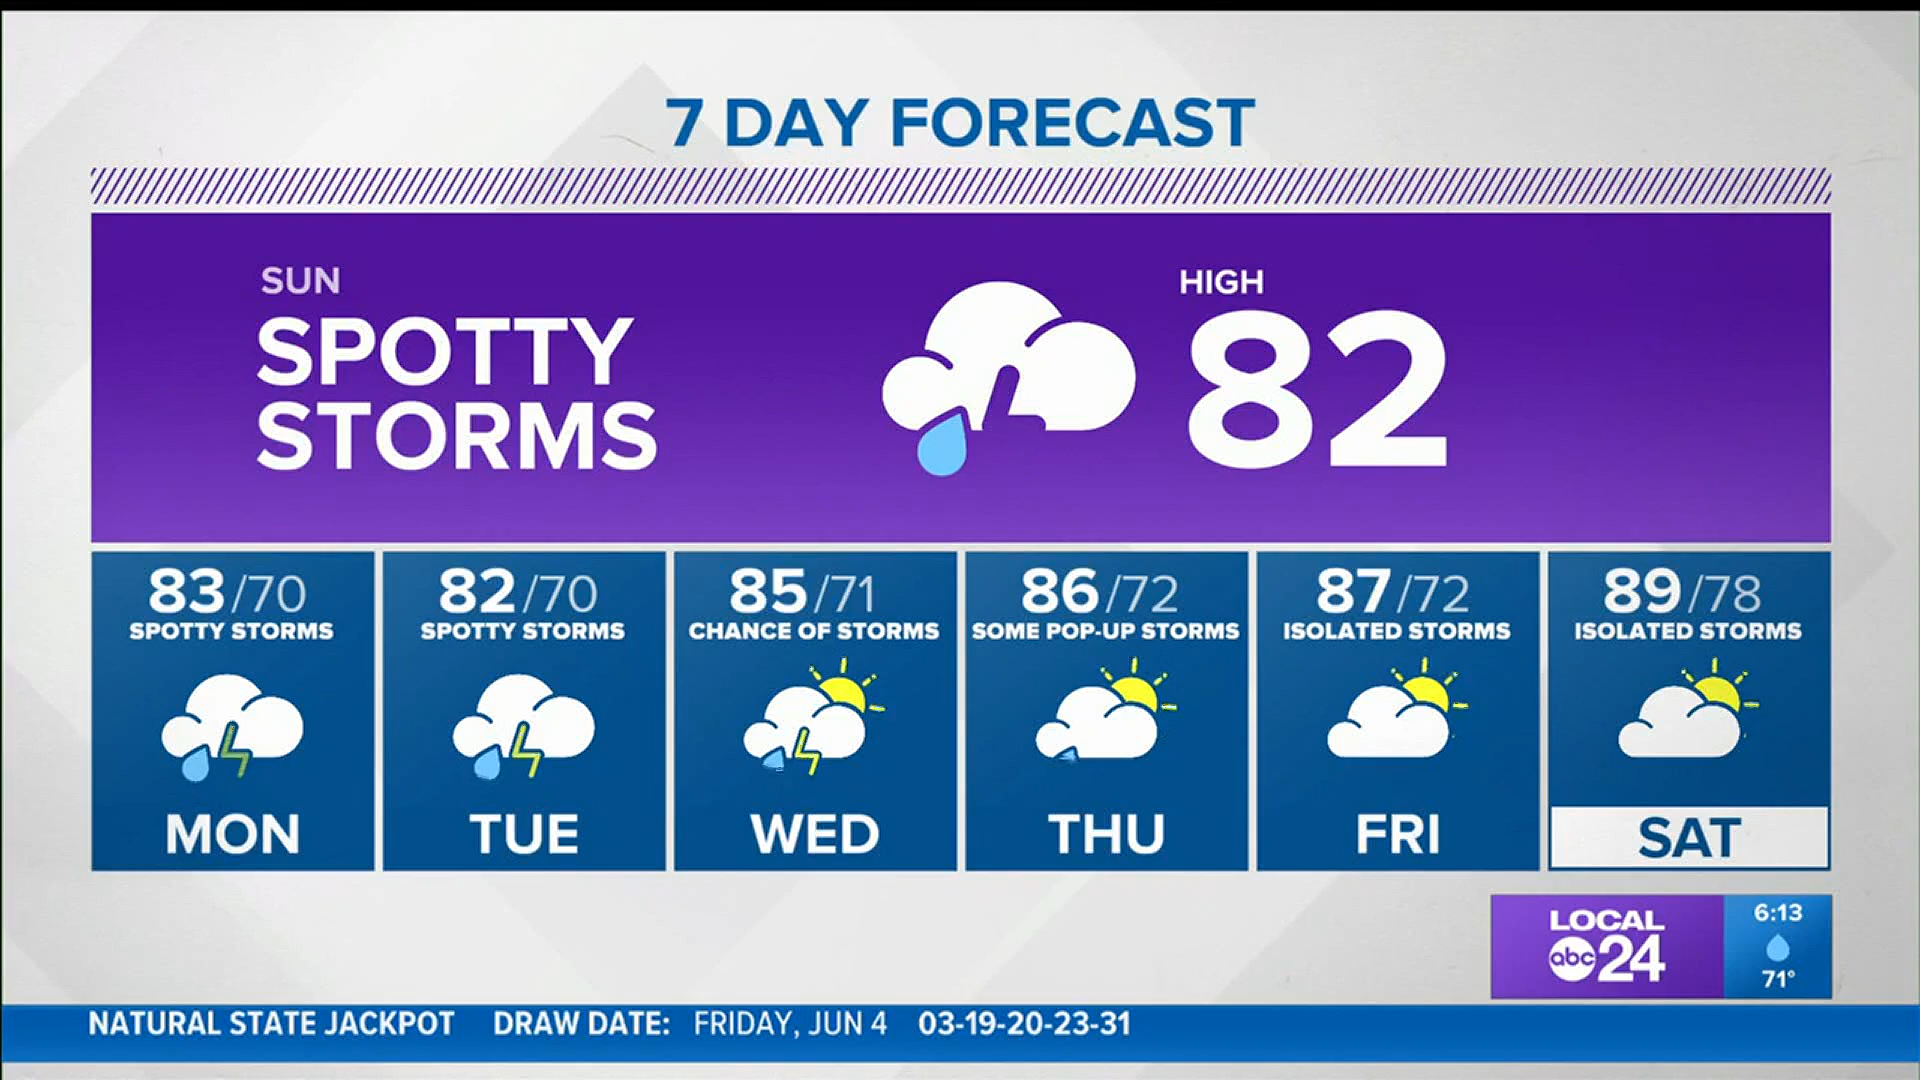 7 DAY FORECAST
SUN
SPOTTY
STORMS
HIGH
82
83/70
SPOTTY STORMS
MON
82/70
SPOTTY STORMS
TUE
85/71
CHANCE OF STORMS
WED
86/72
SOME POP-UP STORMS
THU
87/72
ISOLATED STORMS
FRI
89/78
ISOLATED STORMS
SAT
LOCAL
abc 24
6:13
71°
NATURAL STATE JACKPOT DRAW DATE: FRIDAY, JUN 4 03-19-20-23-31